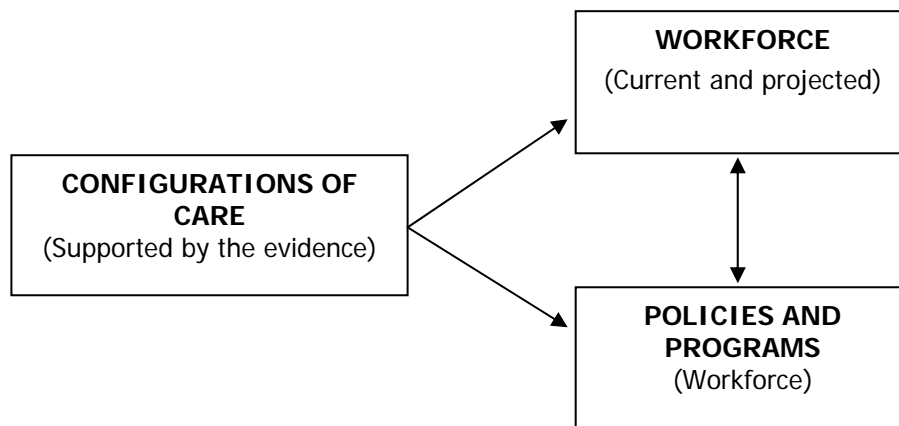 WORKFORCE
(Current and projected)
CONFIGURATIONS OF
CARE
(Supported by the evidence)
POLICIES AND
PROGRAMS
(Workforce)